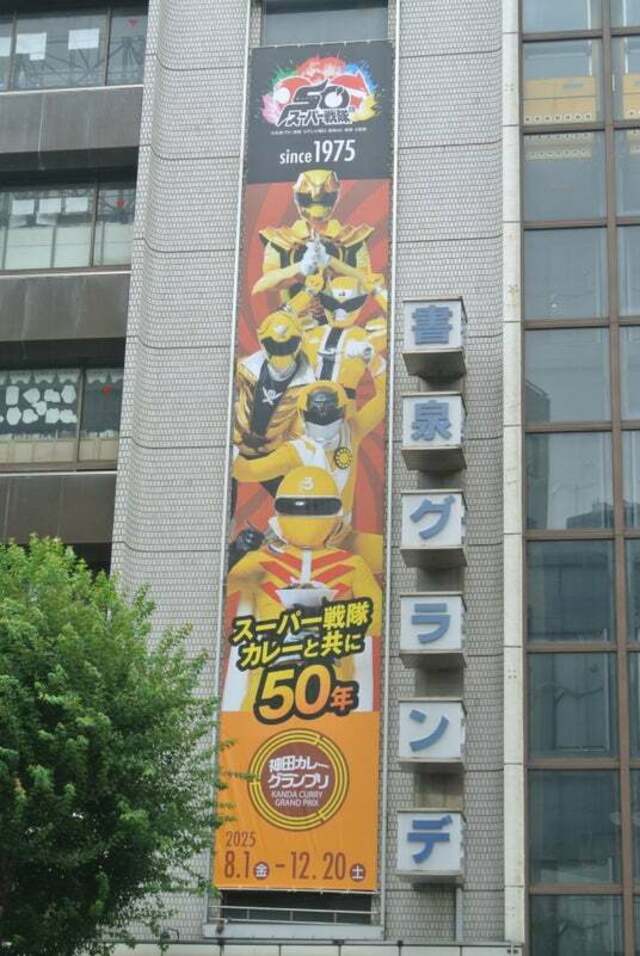 50
スーパー戦隊
since 1975
3
スーパー戦隊
カレーと共に
50年
神田カレー
グランプリ
KANDA CURRY
GRAND PRIX
2025
8.1金-12.20土
書泉グランデ